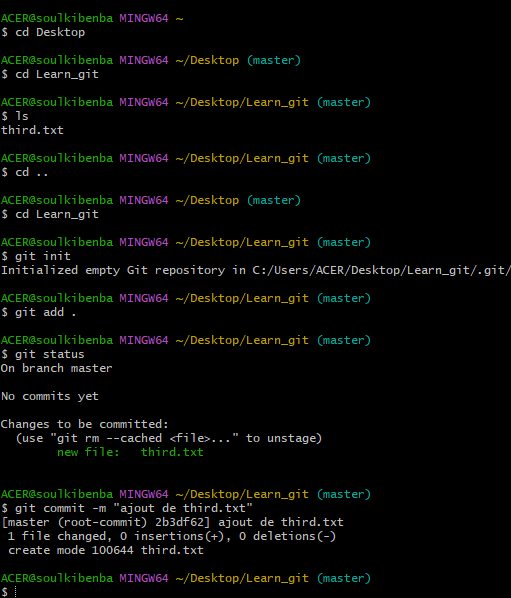 ACER@soulkibenba MINGW64 ~
$ cd Desktop
ACER@soulkibenba MINGW64 ~/Desktop (master)
$ cd Learn_git
ACER@soulkibenba MINGW64 ~/Desktop/Learn_git (master)
$ ls
third.txt
ACER@soulkibenba MINGW64 ~/Desktop/Learn_git (master)
$ cd ..
ACER@soulkibenba MINGW64 ~/Desktop (master)
$ cd Learn_git
ACER@soulkibenba MINGW64 ~/Desktop/Learn_git (master)
$ git init
Initialized empty Git repository in C:/Users/ACER/Desktop/Learn_git/.git/
ACER@soulkibenba MINGW64 ~/Desktop/Learn_git (master)
$ git add .
ACER@soulkibenba MINGW64 ~/Desktop/Learn_git (master)
$ git status
On branch master
No commits yet
Changes to be committed:
  (use "git rm --cached <file>..." to unstage)
        new file:   third.txt
ACER@soulkibenba MINGW64 ~/Desktop/Learn_git (master)
$ git commit -m "ajout de third.txt"
[master (root-commit) 2b3df62] ajout de third.txt
 1 file changed, 0 insertions(+), 0 deletions(-)
 create mode 100644 third.txt
ACER@soulkibenba MINGW64 ~/Desktop/Learn_git (master)
$